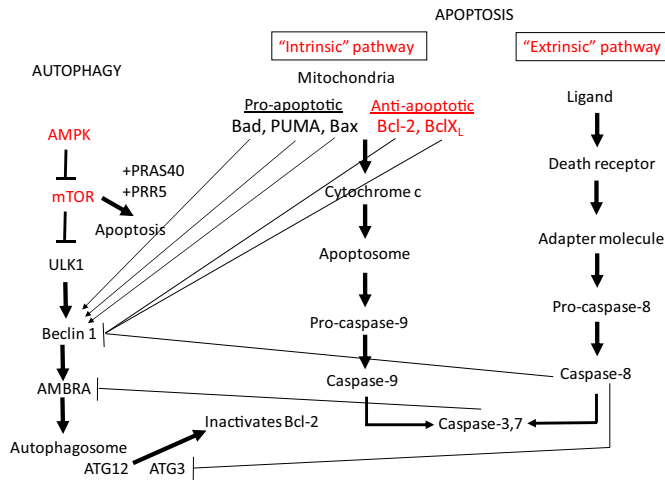 APOPTOSIS
“Intrinsic” pathway
“Extrinsic” pathway
AUTOPHAGY
Mitochondria
Pro-apoptotic
Bad, PUMA, Bax
Anti-apoptotic
Bcl-2, BclXL
Ligand
AMPK
+PRAS40
+PRR5
mTOR
Apoptosis
Cytochrome c
Death receptor
ULK1
Apoptosome
Adapter molecule
Beclin 1
Pro-caspase-9
Pro-caspase-8
AMBRA
Caspase-9
Caspase-8
Inactivates Bcl-2
Caspase-3,7
Autophagosome
ATG12
ATG3